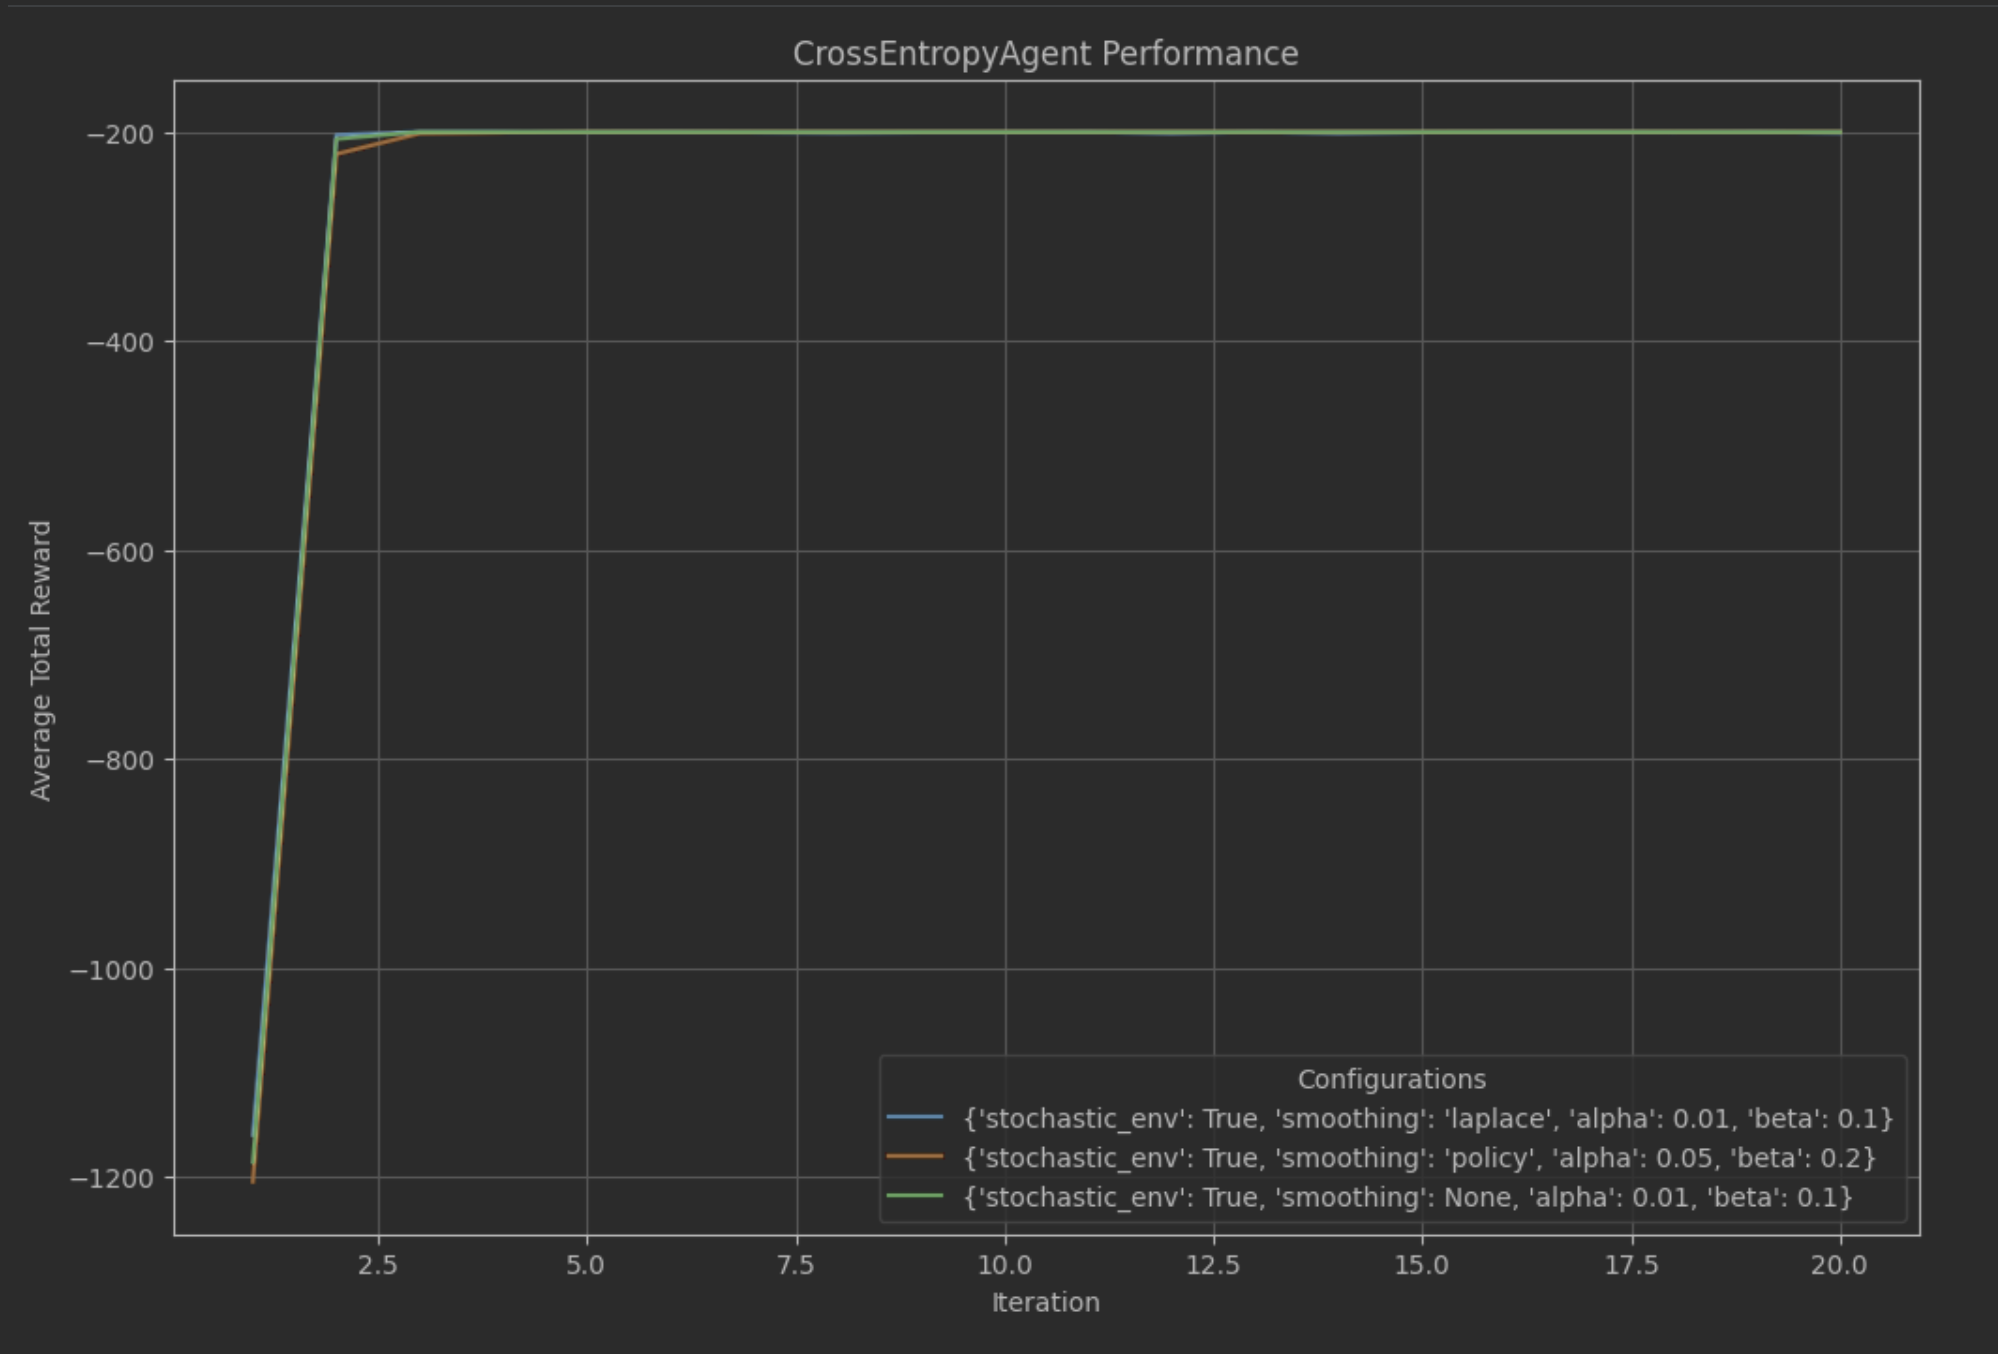 CrossEntropyAgent Performance
Average Total Reward
−200
−400
−600
−800
−1000
−1200
Configurations
{'stochastic_env': True, 'smoothing': 'laplace', 'alpha': 0.01, 'beta': 0.1}
{'stochastic_env': True, 'smoothing': 'policy', 'alpha': 0.05, 'beta': 0.2}
{'stochastic_env': True, 'smoothing': None, 'alpha': 0.01, 'beta': 0.1}
2.5 5.0 7.5 10.0 12.5 15.0 17.5 20.0
Iteration